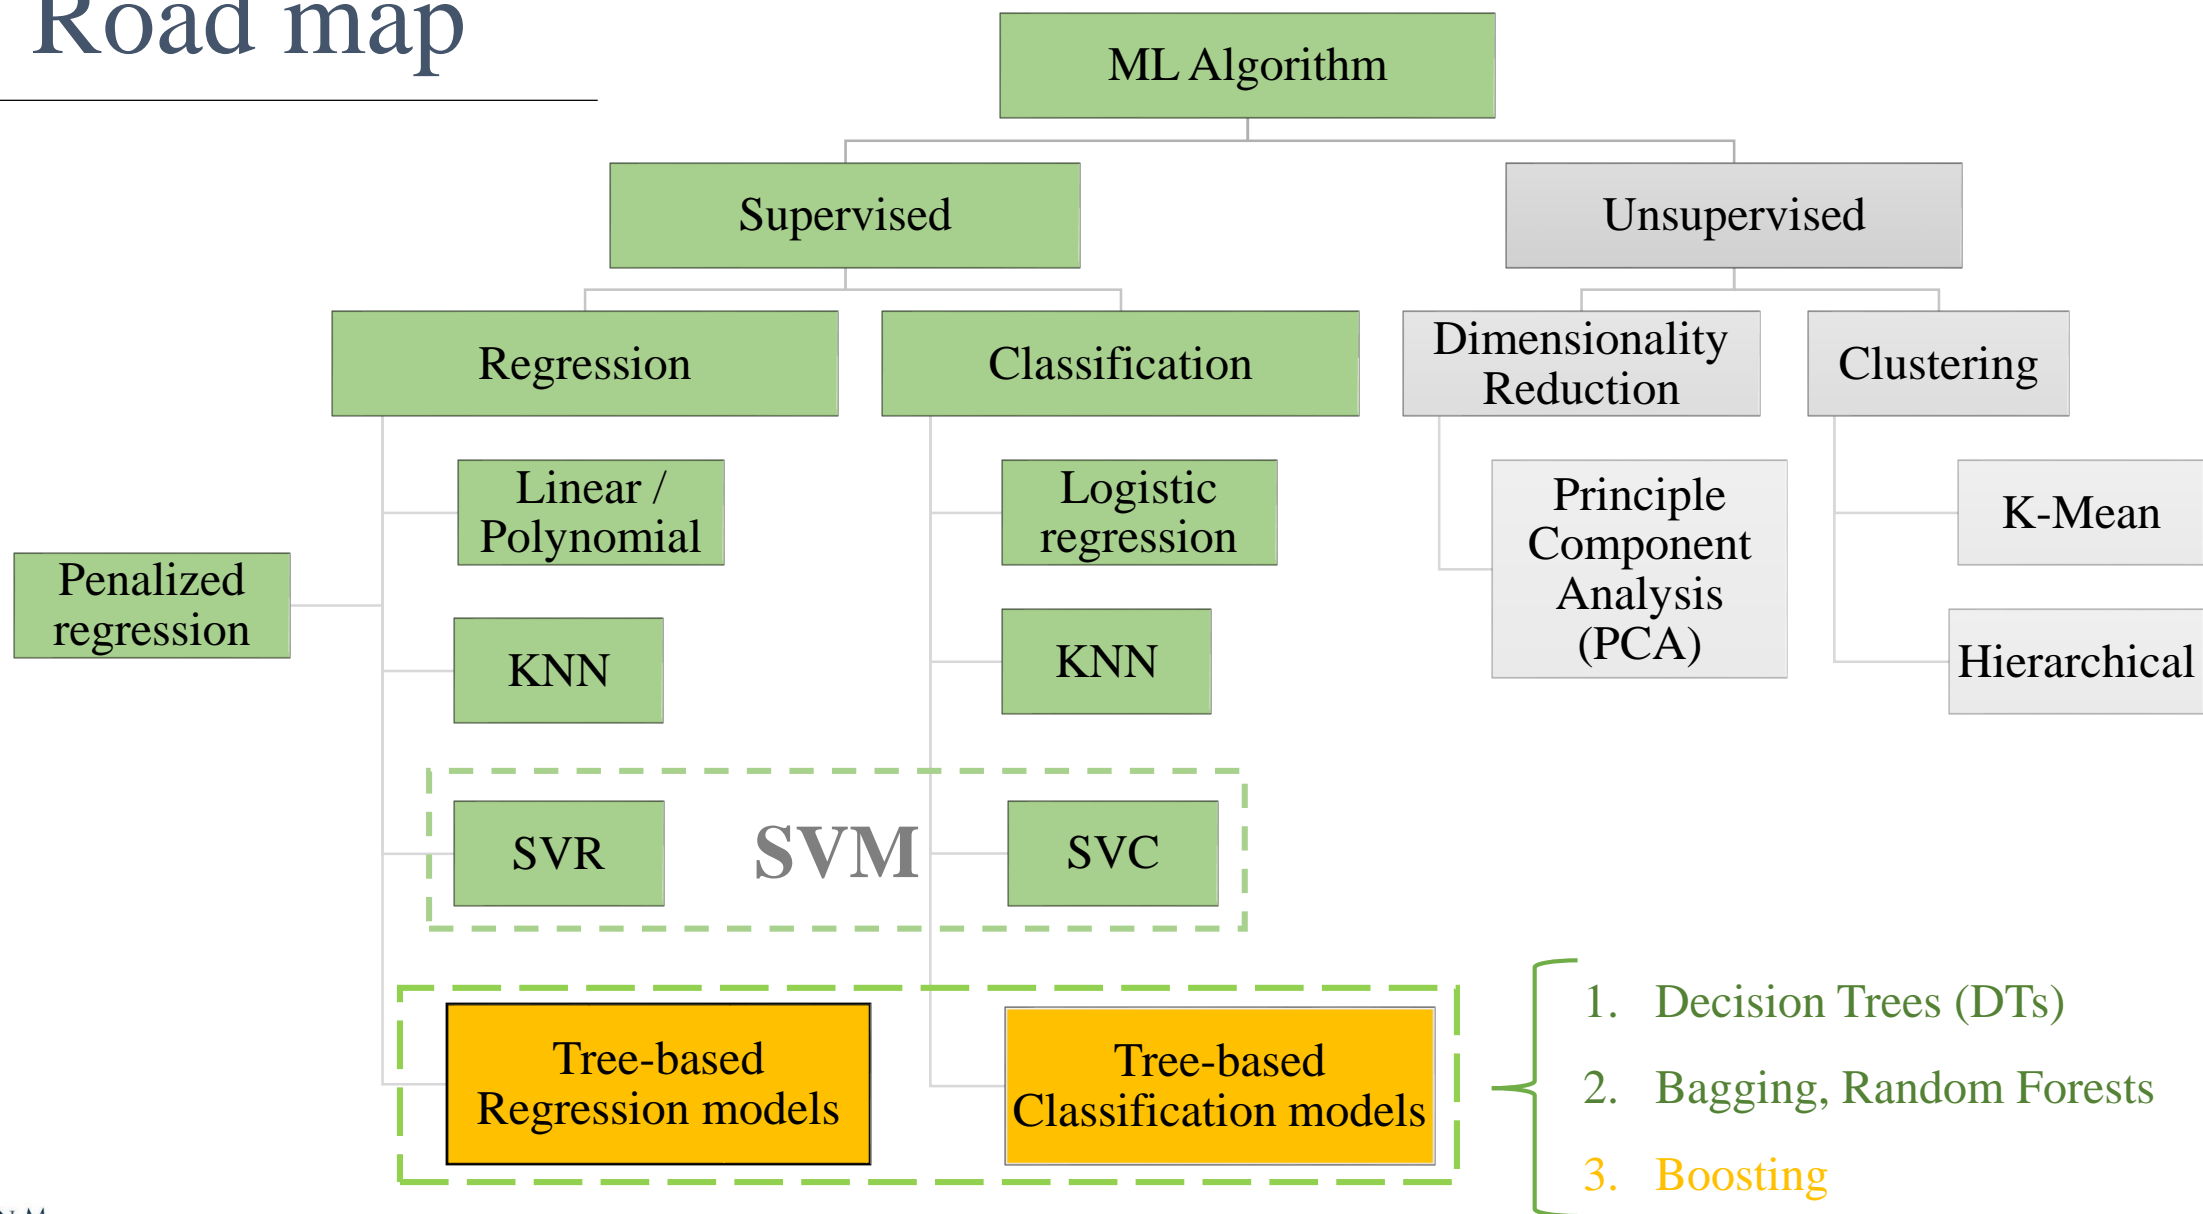 Road map
ML Algorithm
Supervised
Unsupervised
Regression
Classification
Dimensionality
Reduction
Clustering
Linear /
Polynomial
Logistic
regression
Principle
Component
Analysis
(PCA)
K-Mean
Penalized
regression
KNN
KNN
Hierarchical
SVR
SVM
SVC
Tree-based
Regression models
Tree-based
Classification models
1. Decision Trees (DTs)
2. Bagging, Random Forests
3. Boosting